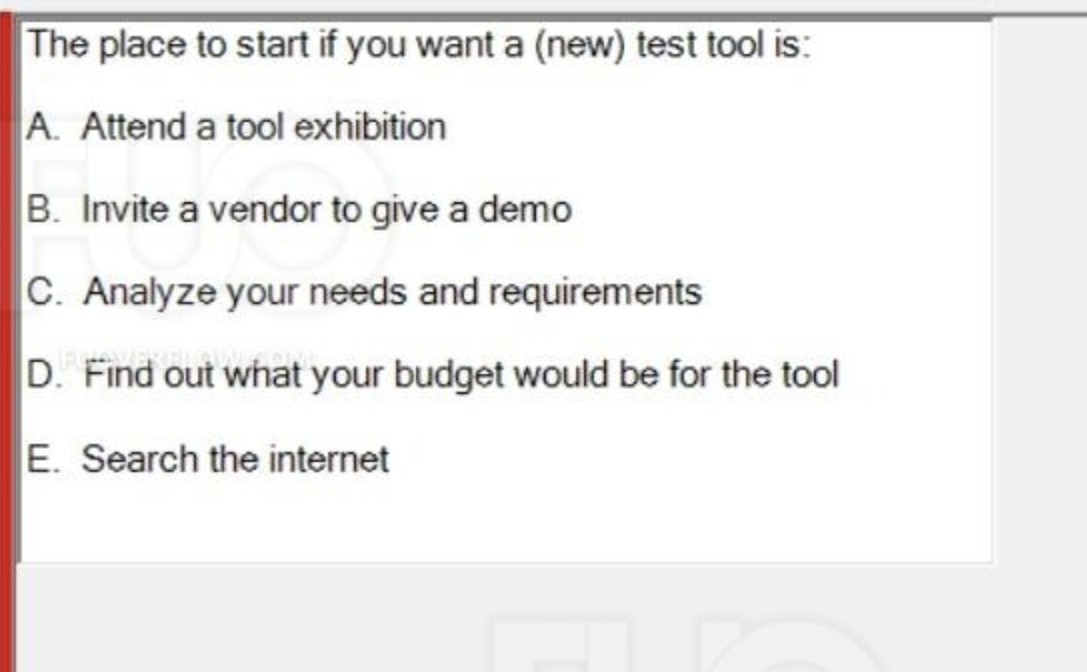 The place to start if you want a (new) test tool is:
A. Attend a tool exhibition
B. Invite a vendor to give a demo
C. Analyze your needs and requirements
D. Find out what your budget would be for the tool
E. Search the internet